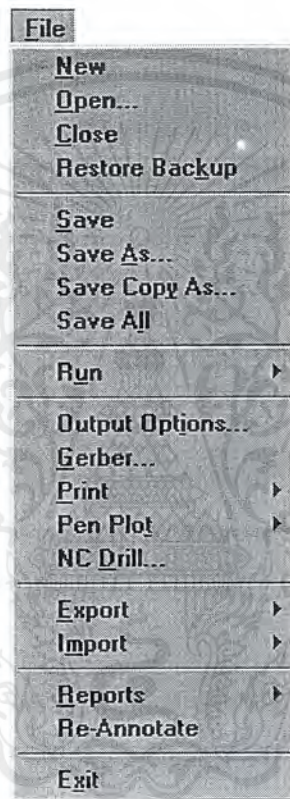 File
New
Open...
Close
Restore Backup
Save
Save As...
Save Copy As...
Save All
Run
Output Options...
Gerber...
Print
Pen Plot
NC Drill...
Export
Import
Reports
Re-Annotate
Exit